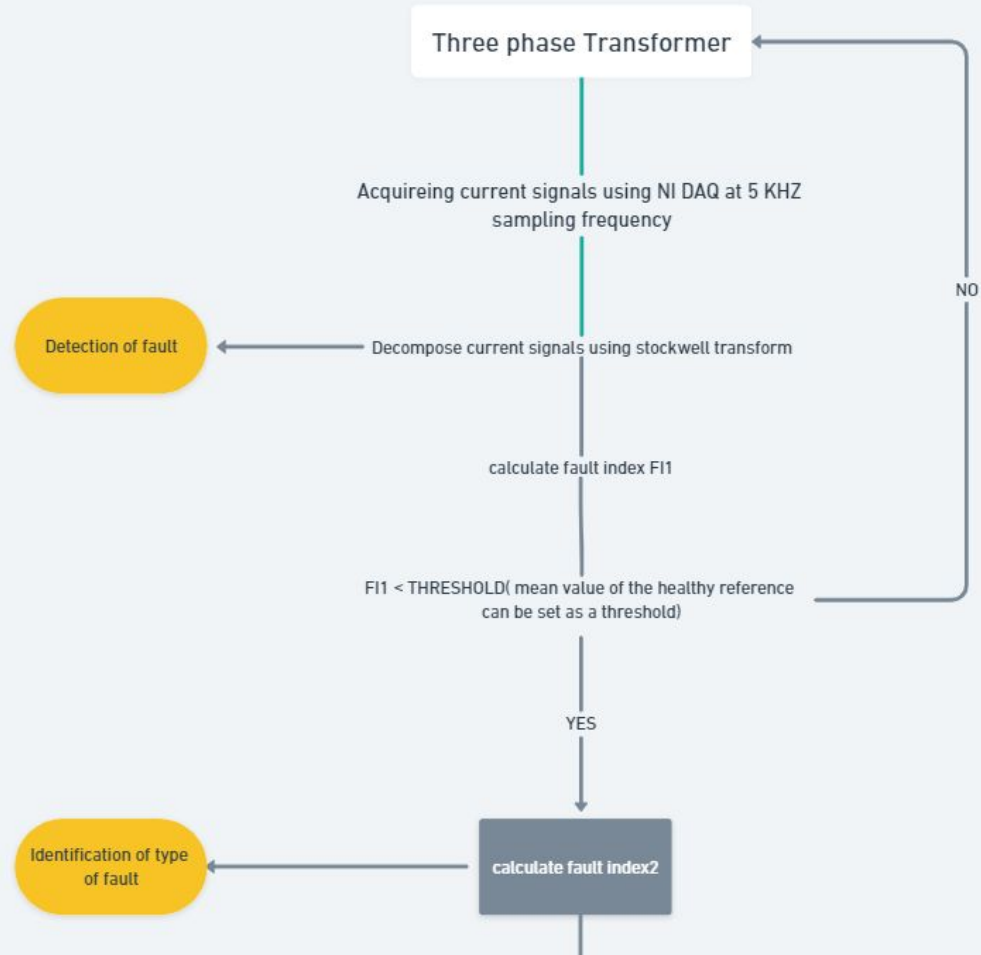 Three phase Transformer
Acquireing current signals using NI DAQ at 5 KHZ
sampling frequency
NO
Detection of fault
Decompose current signals using stockwell transform
calculate fault index FI1
FI1 < THRESHOLD( mean value of the healthy reference
can be set as a threshold)
YES
Identification of type
of fault
calculate fault index2